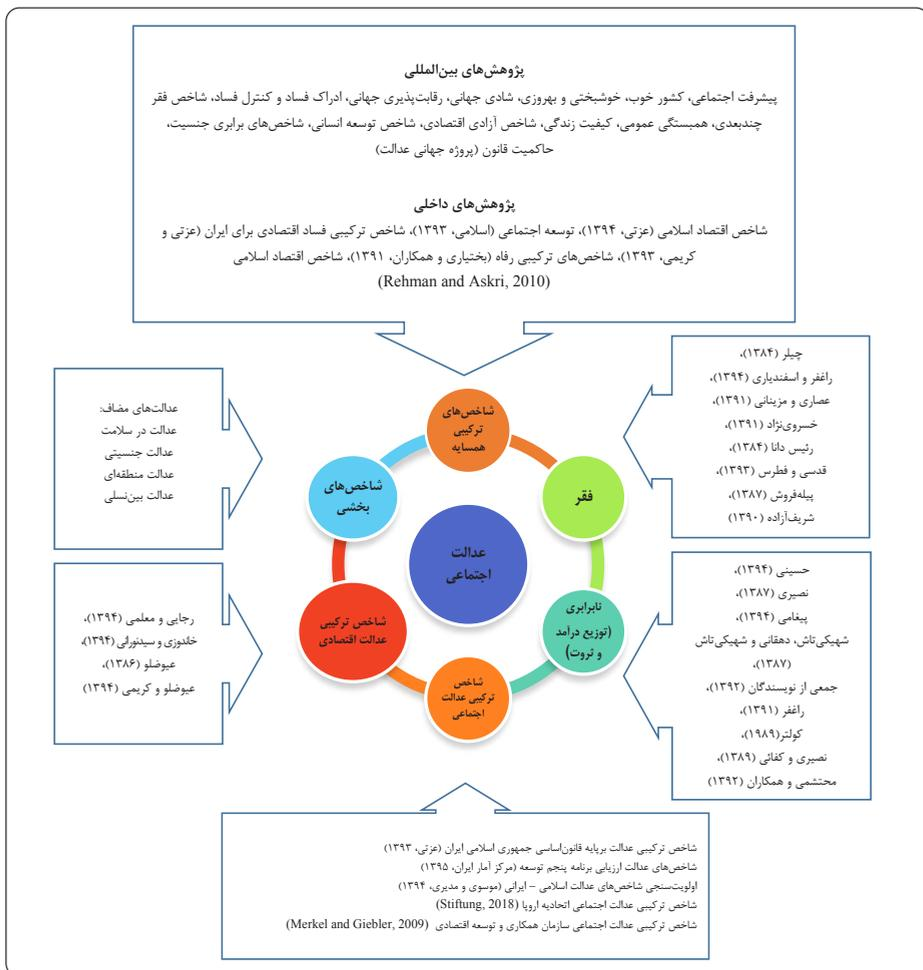 پژوهش‌های بین‌المللی
پیشرفت اجتماعی، کشور خوب، خوشبختی و بهروزی، شادی جهانی، رقابت‌پذیری جهانی، ادراک فساد و کنترل فساد، شاخص فقر
چندبعدی، همبستگی عمومی، کیفیت زندگی، شاخص آزادی اقتصادی، شاخص توسعه انسانی، شاخص‌های برابری جنسیت،
حاکمیت قانون (پروژه جهانی عدالت)
پژوهش‌های داخلی
شاخص اقتصاد اسلامی (عزتی، ۱۳۹۴)، توسعه اجتماعی (اسلامی، ۱۳۹۳)، شاخص ترکیبی فساد اقتصادی برای ایران (عزتی و
کریمی، ۱۳۹۳)، شاخص‌های ترکیبی رفاه (بختیاری و همکاران، ۱۳۹۱)، شاخص اقتصاد اسلامی
(Rehman and Askri, 2010)
چیلر (۱۳۸۴)،
راغفر و اسفندیاری (۱۳۹۴)،
عصاری و مزینانی (۱۳۹۱)،
خسروی‌نژاد (۱۳۹۱)،
رئیس دانا (۱۳۸۴)،
قدسی و فطرس (۱۳۹۳)،
پیله‌فروش (۱۳۸۷)،
شریف‌آزاده (۱۳۹۰)
عدالت‌های مضاف:
عدالت در سلامت
عدالت جنسیتی
عدالت منطقه‌ای
عدالت بین‌نسلی
شاخص‌های
ترکیبی
همسایه
فقر
شاخص‌های
بخشی
عدالت
اجتماعی
نابرابری
(توزیع درآمد
و ثروت)
شاخص ترکیبی
عدالت اقتصادی
شاخص
ترکیبی عدالت
اجتماعی
حسینی (۱۳۹۴)،
نصیری (۱۳۸۷)،
پیغامی (۱۳۹۴)،
شهیکی‌تاش، دهقانی و شهیکی‌تاش
(۱۳۸۷)،
جمعی از نویسندگان (۱۳۹۲)،
راغفر (۱۳۹۱)،
کولتر(۱۹۸۹)،
نصیری و کفائی (۱۳۸۹)،
محتشمی و همکاران (۱۳۹۲)
رجایی و معلمی (۱۳۹۴)،
خاندوزی و سیدنورانی (۱۳۹۴)،
عیوضلو (۱۳۸۶)،
عیوضلو و کریمی (۱۳۹۴)
شاخص ترکیبی عدالت برپایه قانون‌اساسی جمهوری اسلامی ایران (عزتی، ۱۳۹۳)
شاخص‌های عدالت ارزیابی برنامه پنجم توسعه (مرکز آمار ایران، ۱۳۹۵)
اولویت‌سنجی شاخص‌های عدالت اسلامی – ایرانی (موسوی و مدیری، ۱۳۹۴)
شاخص ترکیبی عدالت اجتماعی اتحادیه اروپا (Stiftung, 2018)
شاخص ترکیبی عدالت اجتماعی سازمان همکاری و توسعه اقتصادی (Merkel and Giebler, 2009)